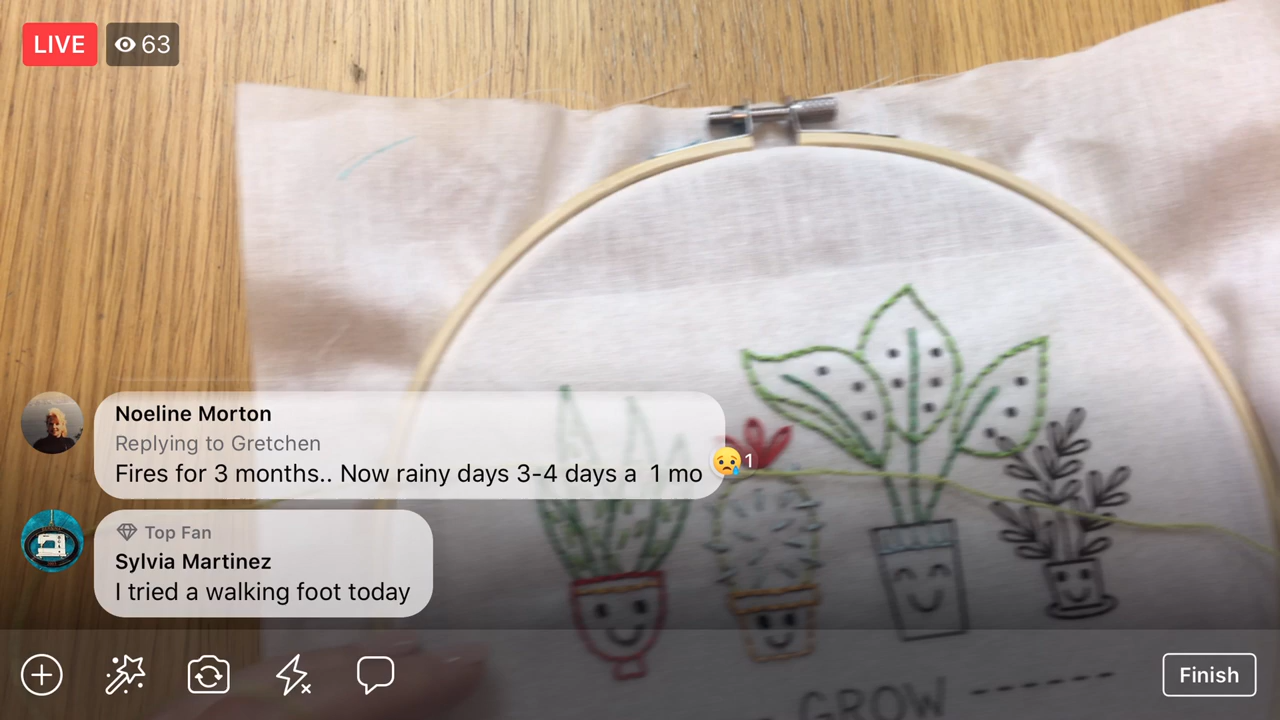 LIVE
63
Noeline Morton
Replying to Gretchen
Fires for 3 months.. Now rainy days 3-4 days a 1 mo
1
Top Fan
Sylvia Martinez
I tried a walking foot today
Finish
GROW